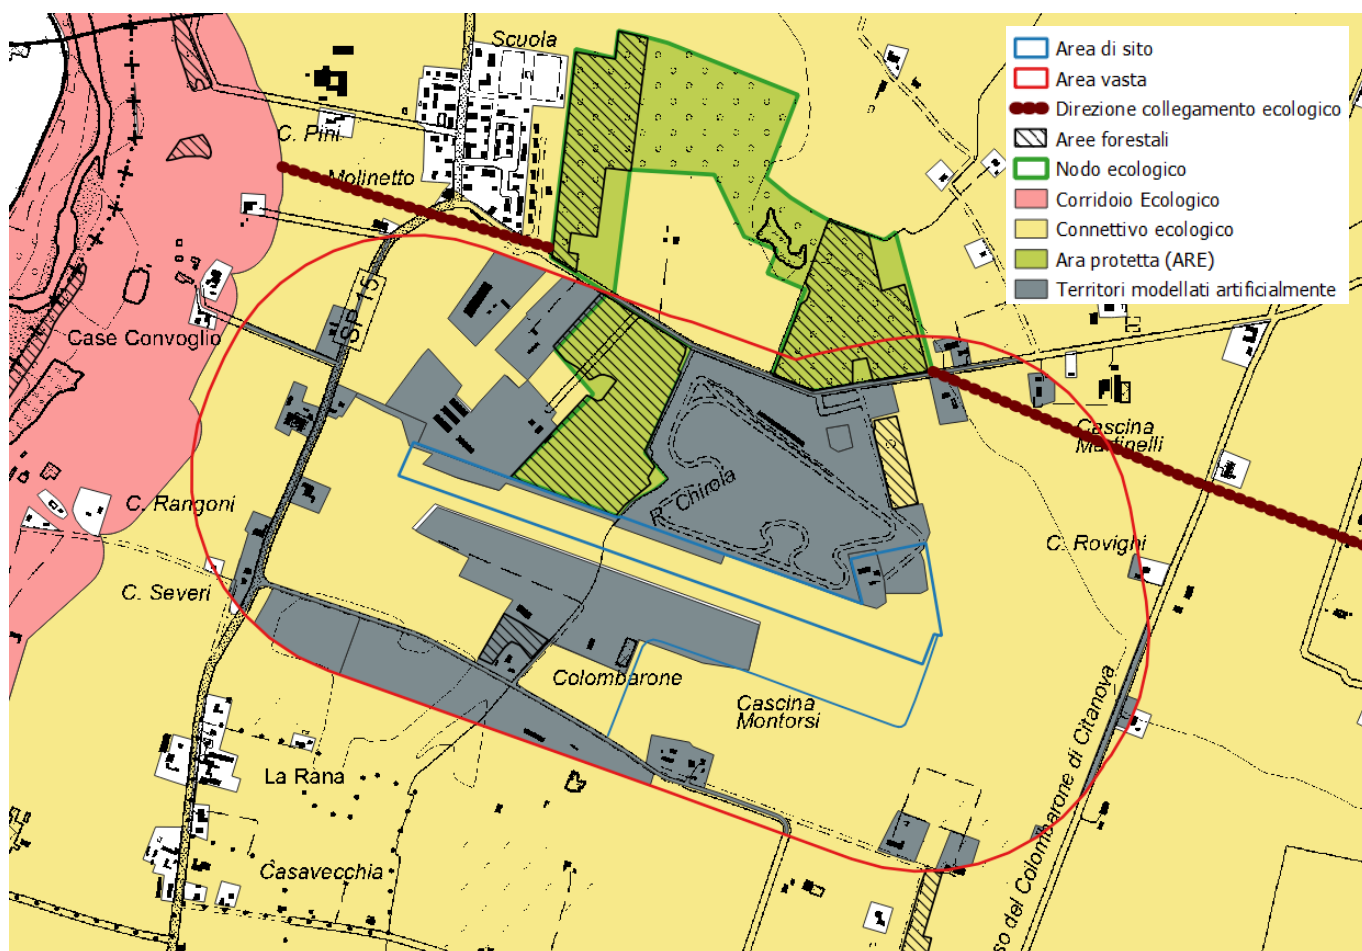 Scuola
C. Pini
Molinetto
SP 15
Case Convoglio
C. Rangoni
C. Severi
R. Chirola
Cascina
Martinelli
C. Rovighi
Colombarone
Cascina
Montorsi
La Rana
Casavecchia
so del Colombarone di Citanova
Area di sito
Area vasta
Direzione collegamento ecologico
Aree forestali
Nodo ecologico
Corridoio Ecologico
Connettivo ecologico
Ara protetta (ARE)
Territori modellati artificialmente